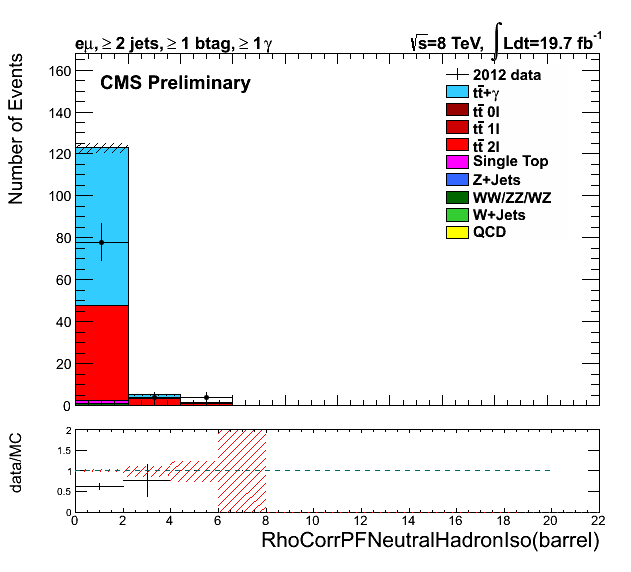 eμ, ≥ 2 jets, ≥ 1 btag, ≥ 1γ
√s=8 TeV, ∫Ldt=19.7 fb⁻¹
CMS Preliminary
2012 data
tt̄+γ
tt̄ 0l
tt̄ 1l
tt̄ 2l
Single Top
Z+Jets
WW/ZZ/WZ
W+Jets
QCD
Number of Events
160
140
120
100
80
60
40
20
0
data/MC
2
1.5
1
0.5
0
0 2 4 6 8 10 12 14 16 18 20 22
RhoCorrPFNeutralHadronIso(barrel)